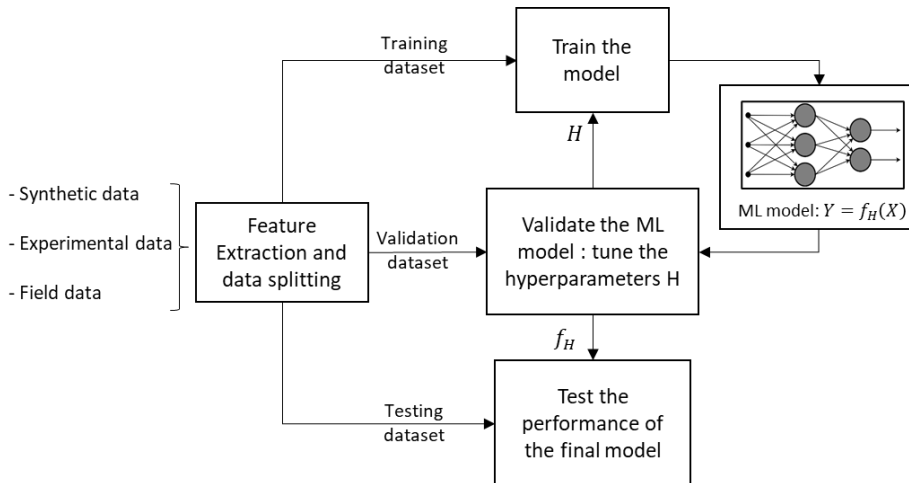 - Synthetic data
- Experimental data
- Field data
Feature
Extraction and
data splitting
Training
dataset
Train the
model
H
ML model: Y = f_H(X)
Validation
dataset
Validate the ML
model : tune the
hyperparameters H
f_H
Testing
dataset
Test the
performance of
the final model